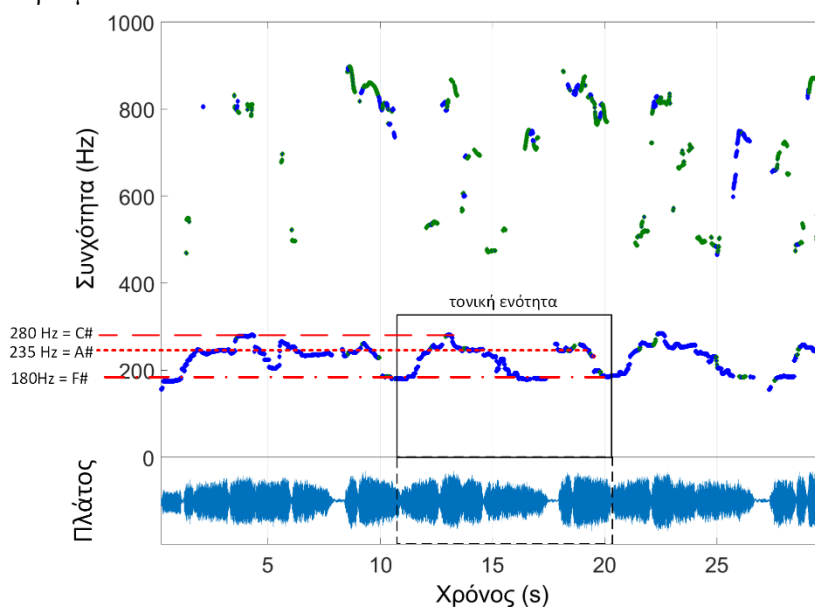 1000
800
600
400
200
0
Συνχότητα (Hz)
τονική ενότητα
280 Hz = C#
235 Hz = A#
180Hz = F#
Πλάτος
5
10
15
20
25
Χρόνος (s)